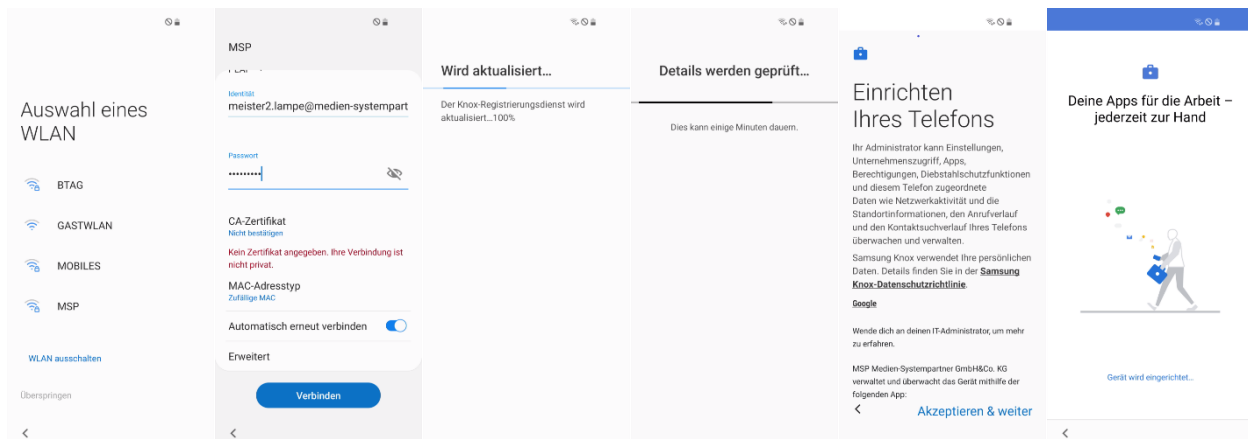 Auswahl eines
WLAN
BTAG
GASTWLAN
MOBILES
MSP
WLAN ausschalten
Überspringen
MSP
Identität
meister2.lampe@medien-systempart
Passwort
•••••••••
CA-Zertifikat
Nicht bestätigen
Kein Zertifikat angegeben. Ihre Verbindung ist
nicht privat.
MAC-Adresstyp
Zufällige MAC
Automatisch erneut verbinden
Erweitert
Verbinden
Wird aktualisiert...
Der Knox-Registrierungsdienst wird
aktualisiert...100%
Details werden geprüft...
Dies kann einige Minuten dauern.
Einrichten
Ihres Telefons
Ihr Administrator kann Einstellungen,
Unternehmenszugriff, Apps,
Berechtigungen, Diebstahlschutzfunktionen
und diesem Telefon zugeordnete
Daten wie Netzwerkaktivität und die
Standortinformationen, den Anrufverlauf
und den Kontaktsuchverlauf Ihres Telefons
überwachen und verwalten.
Samsung Knox verwendet Ihre persönlichen
Daten. Details finden Sie in der Samsung
Knox-Datenschutzrichtlinie.
Google
Wende dich an deinen IT-Administrator, um mehr
zu erfahren.
MSP Medien-Systempartner GmbH&Co. KG
verwaltet und überwacht das Gerät mithilfe der
folgenden App:
Akzeptieren & weiter
Deine Apps für die Arbeit –
jederzeit zur Hand
Gerät wird eingerichtet...